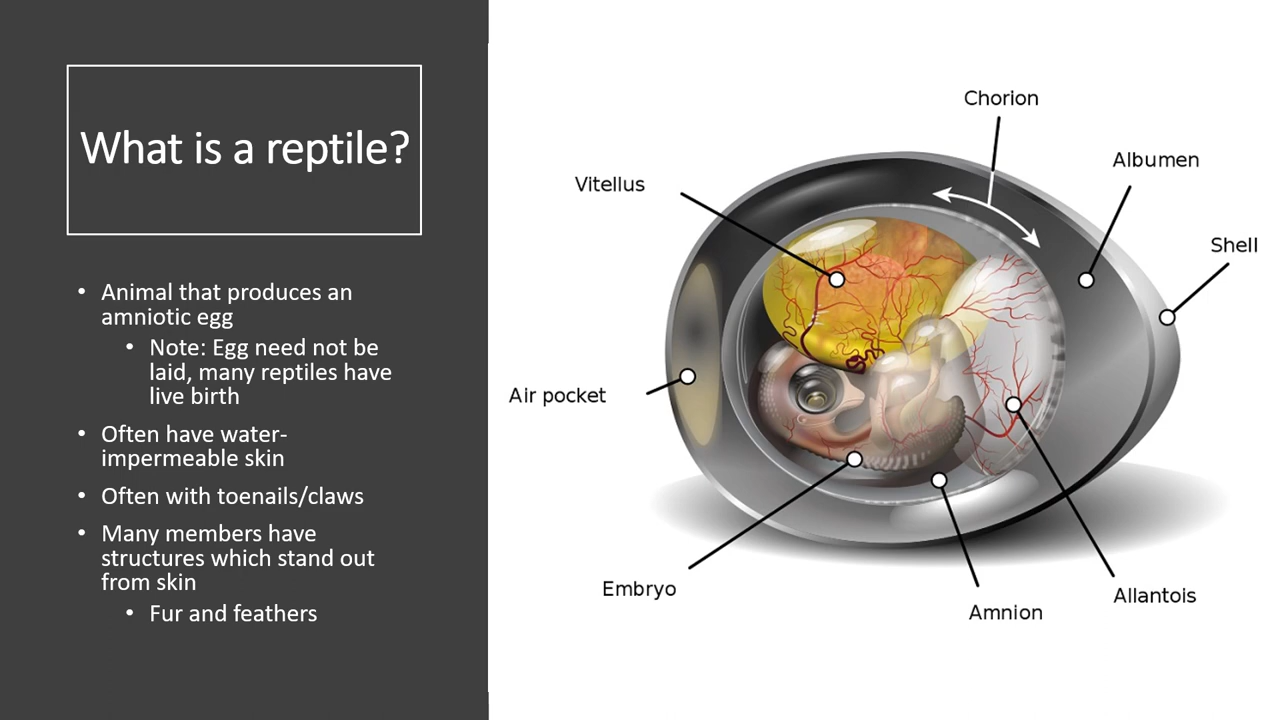 What is a reptile?
• Animal that produces an
amniotic egg
• Note: Egg need not be
laid, many reptiles have
live birth
• Often have water-
impermeable skin
• Often with toenails/claws
• Many members have
structures which stand out
from skin
• Fur and feathers
Chorion
Albumen
Vitellus
Shell
Air pocket
Embryo
Allantois
Amnion